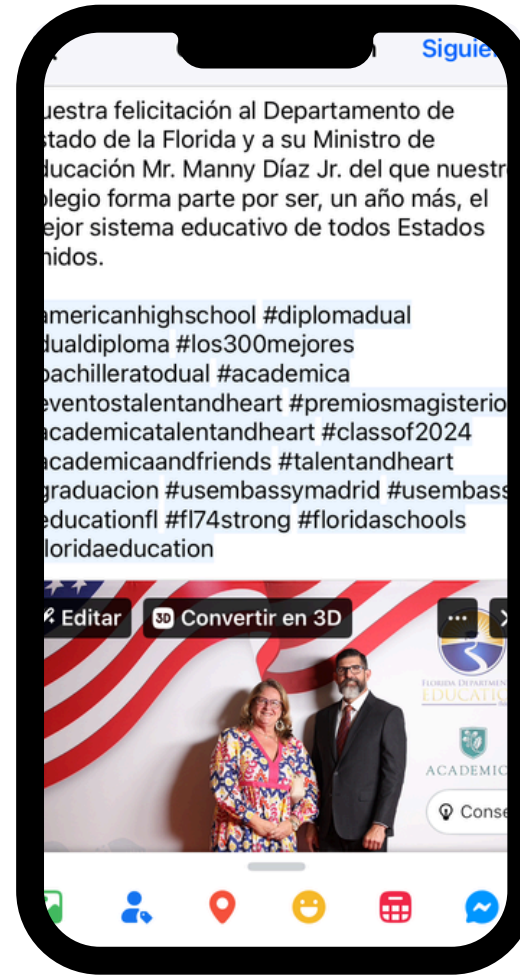 Siguie
uestra felicitación al Departamento de
stado de la Florida y a su Ministro de
ducación Mr. Manny Díaz Jr. del que nuestr
olegio forma parte por ser, un año más, el
ejor sistema educativo de todos Estados
nidos.
americanhighschool #diplomadual
dualdiploma #los300mejores
bachilleratodual #academica
eventostalentandheart #premiosmagisterio
academicatalentandheart #classof2024
academicaandfriends #talentandheart
graduacion #usembassymadrid #usembass
educationfl #fl74strong #floridaschools
loridaeducation
Editar
3D Convertir en 3D
FLORIDA DEPARTMEN
EDUCATIO
ACADEMIC
Conse